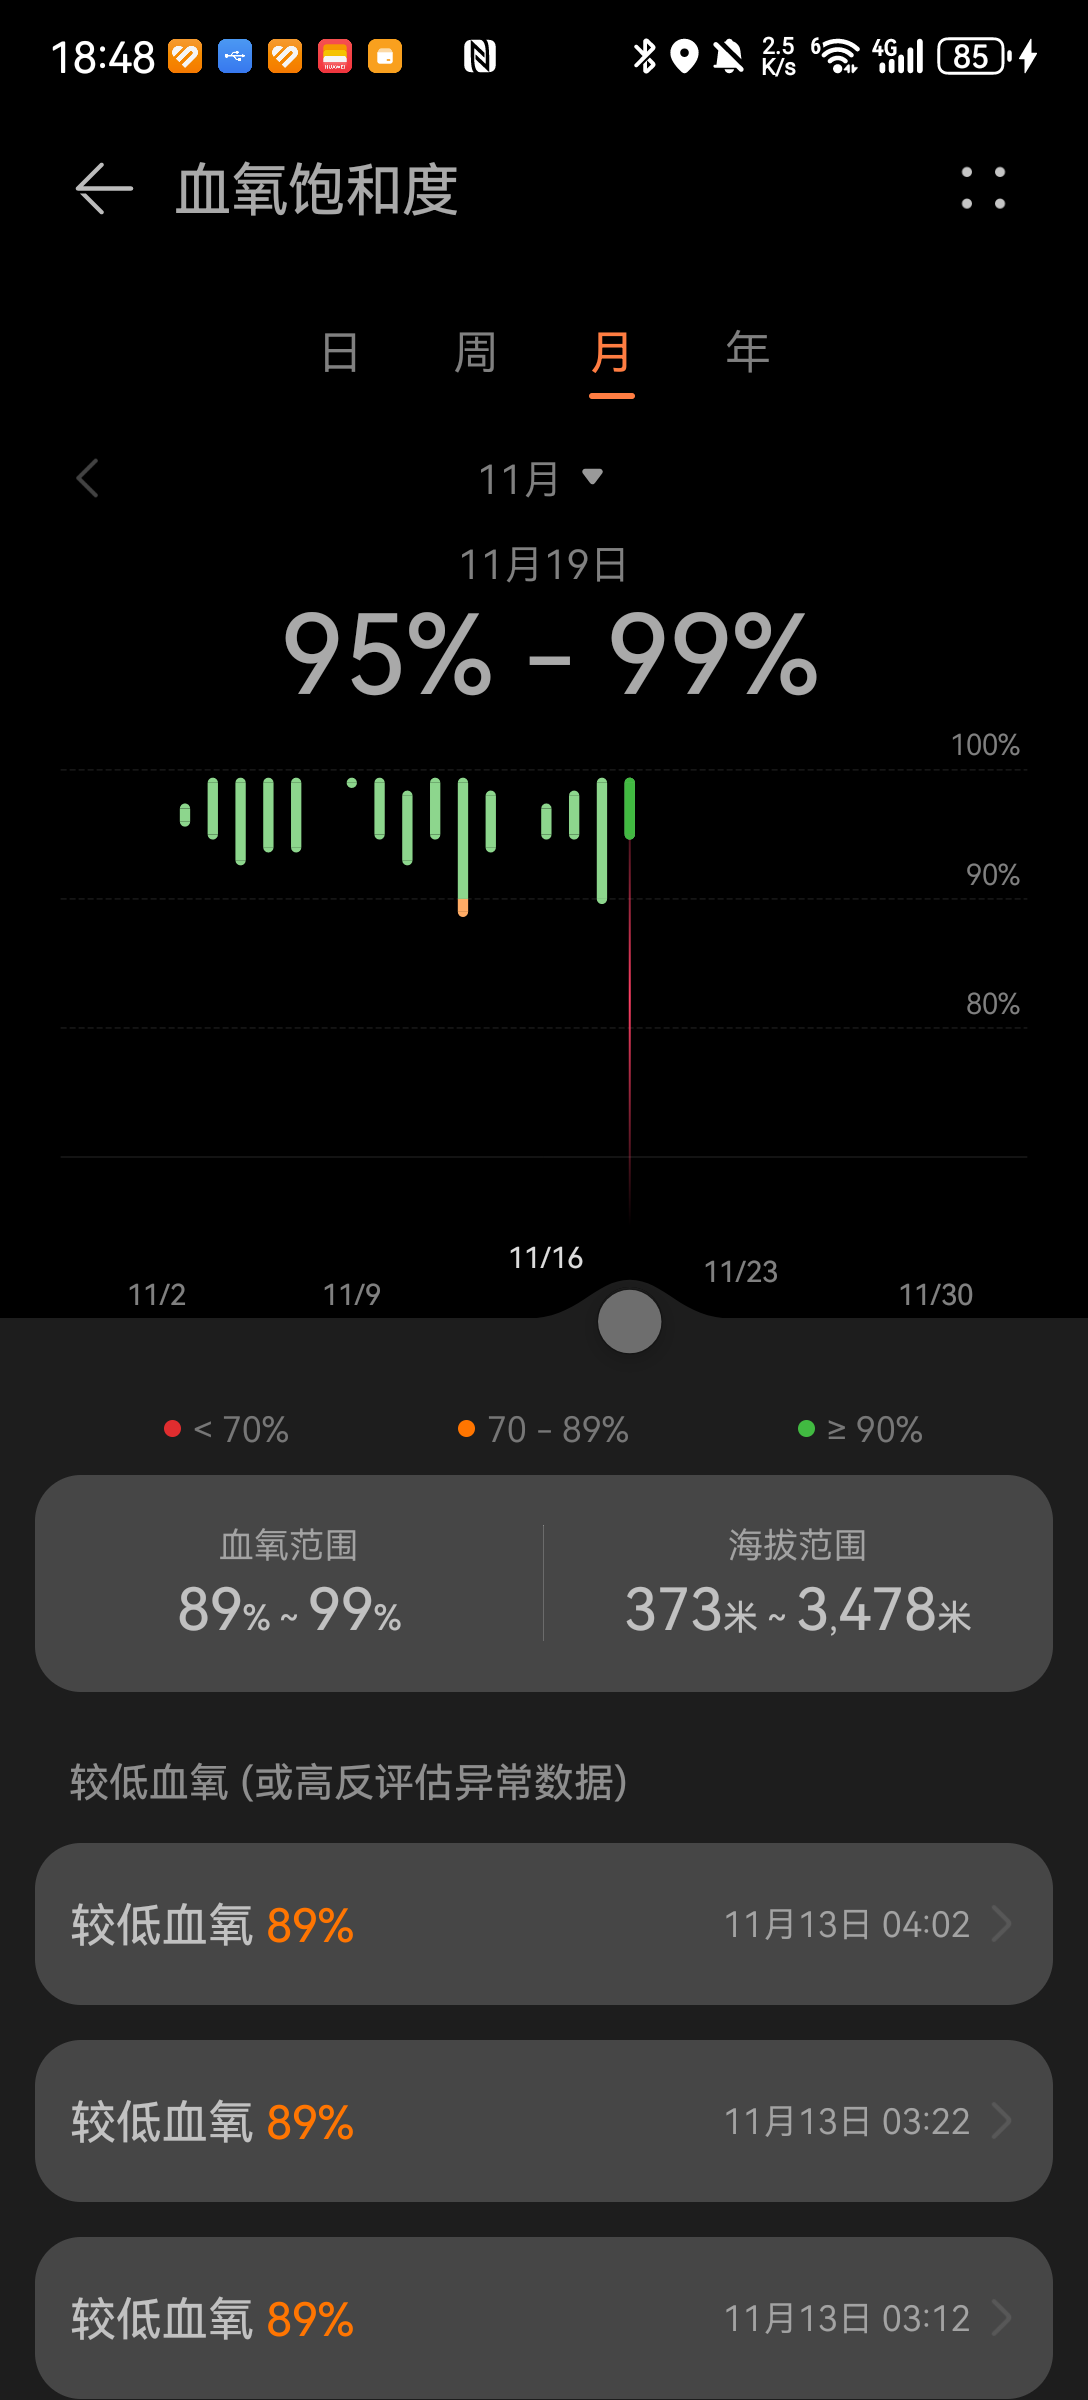 18:48
2.5 K/s
6
4G
85
血氧饱和度
日 周 月 年
11月
11月19日
95% - 99%
100%
90%
80%
11/2 11/9 11/16 11/23 11/30
< 70% 70 - 89% ≥ 90%
血氧范围 海拔范围
89% ~ 99% 373米 ~ 3,478米
较低血氧 (或高反评估异常数据)
较低血氧 89% 11月13日 04:02
较低血氧 89% 11月13日 03:22
较低血氧 89% 11月13日 03:12